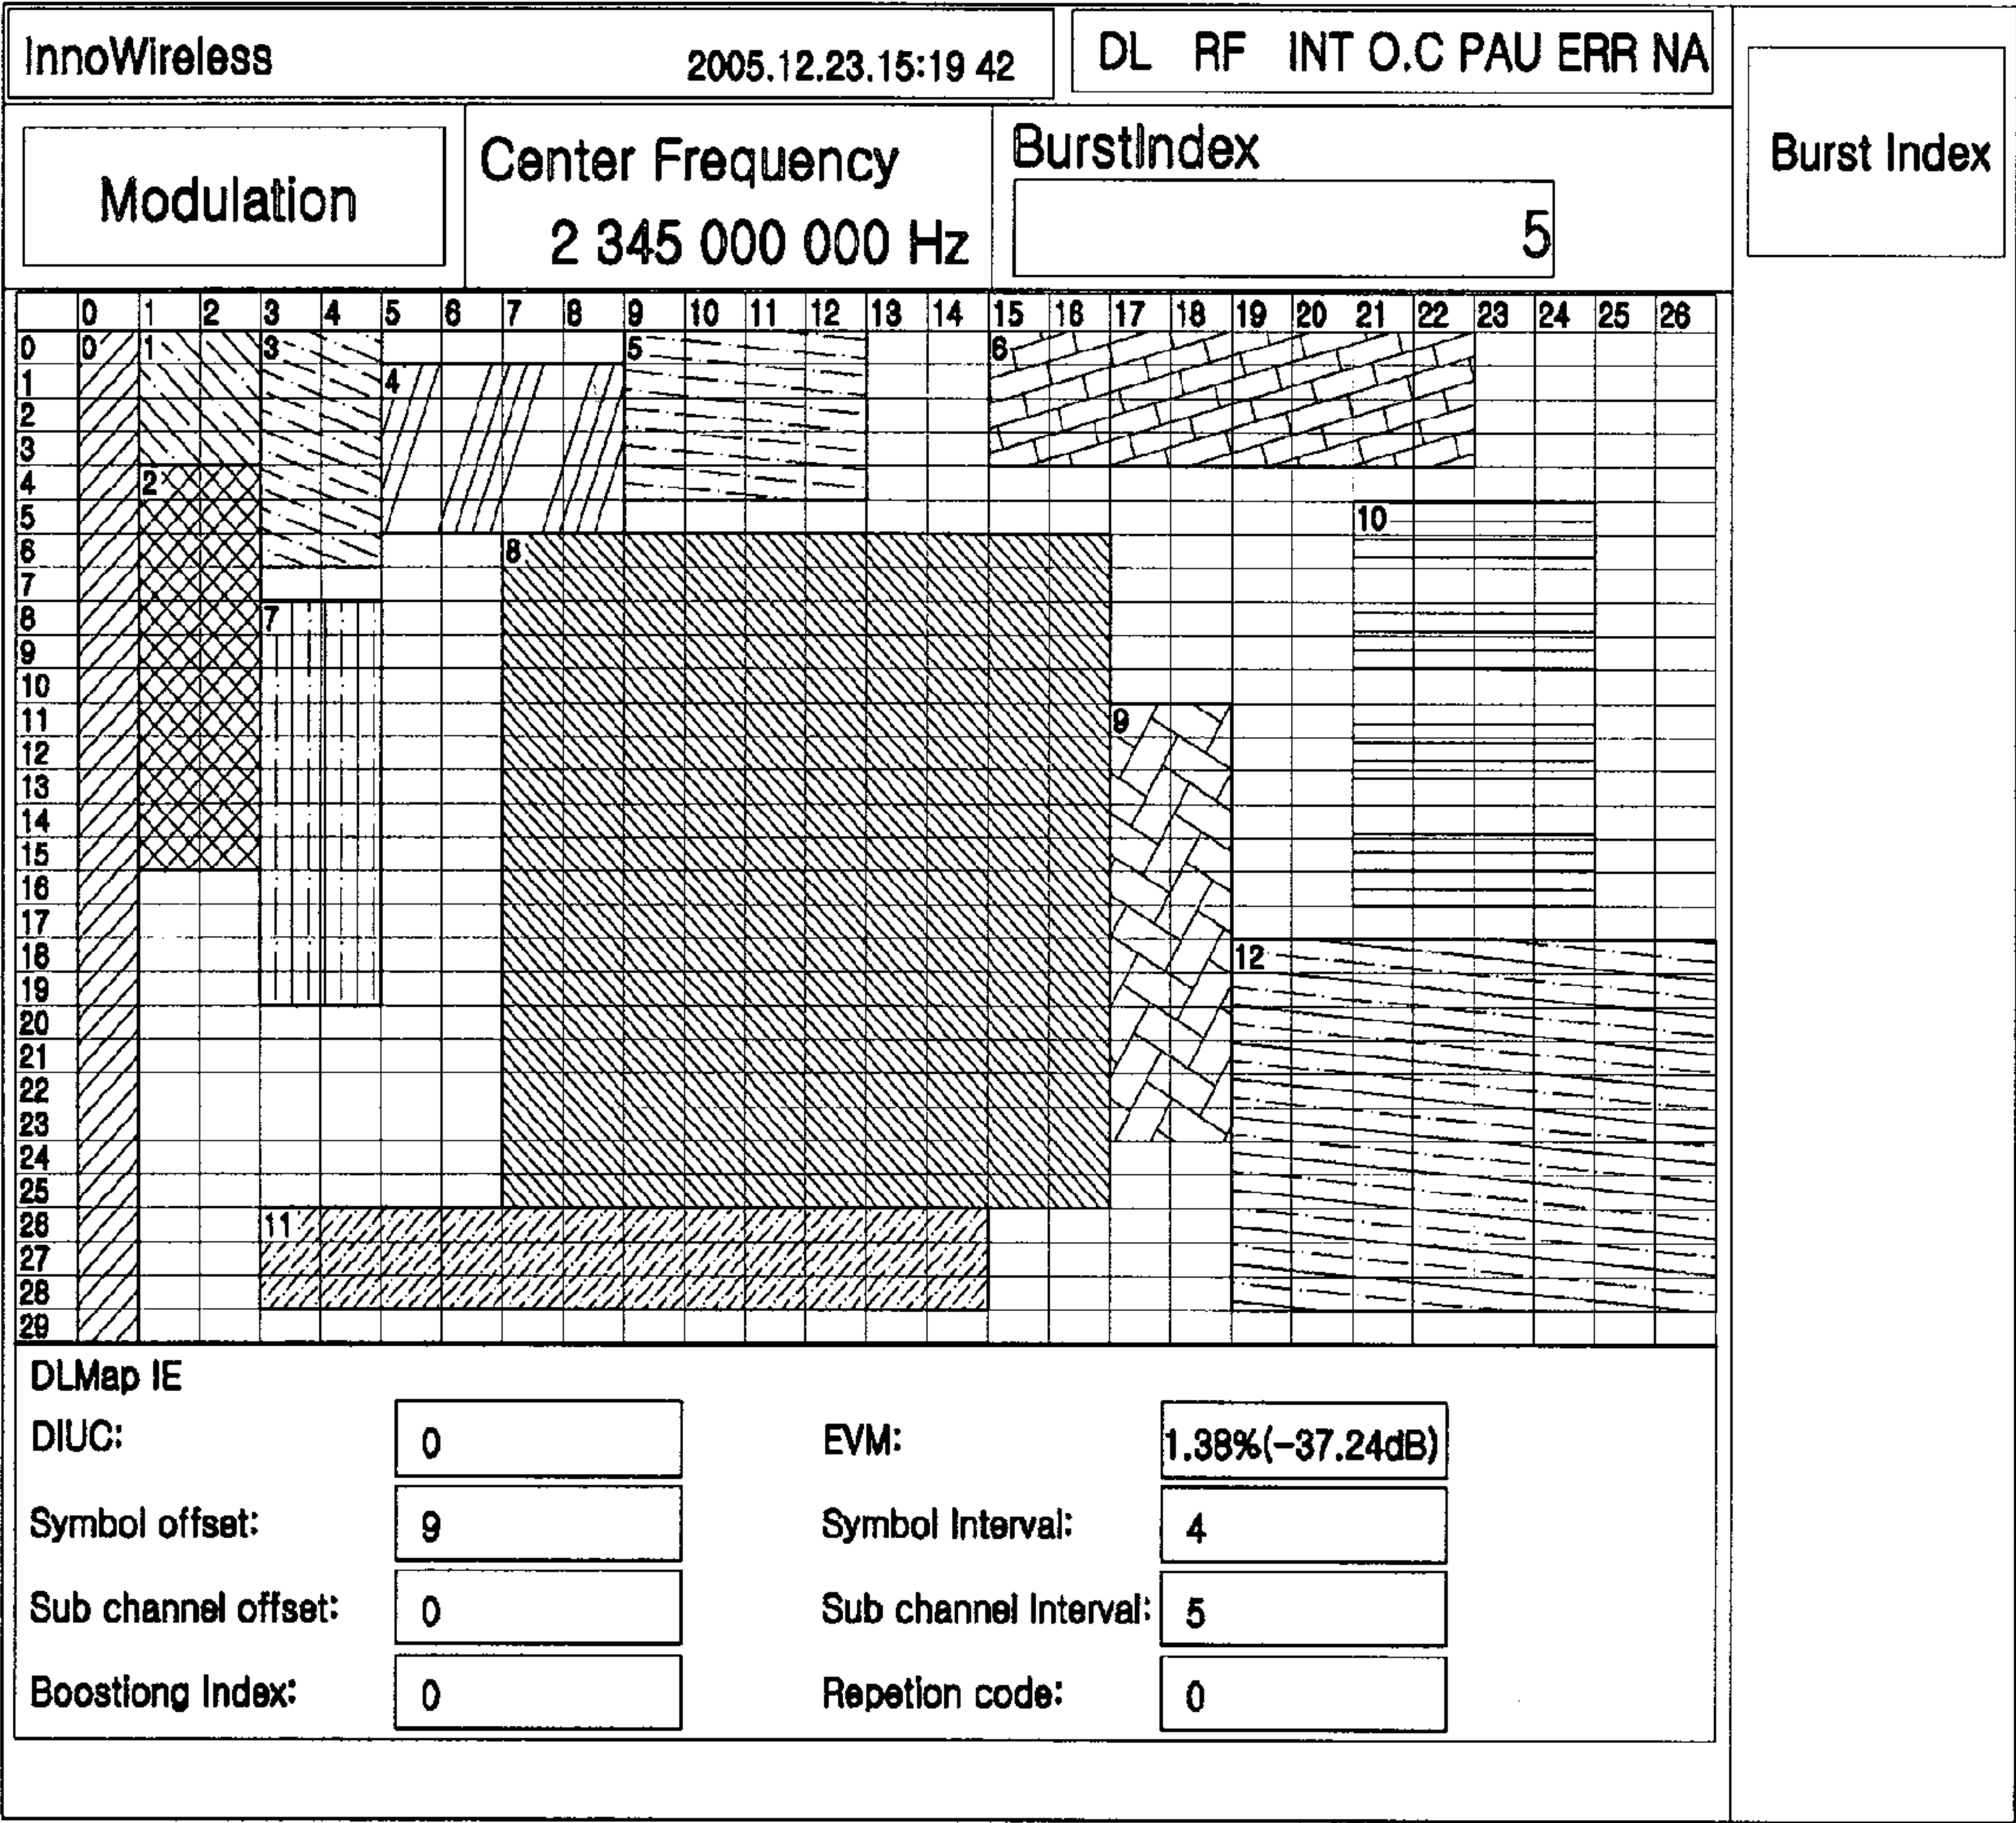 InnoWireless 2005.12.23.15:19 42 DL RF INT O.C PAU ERR NA
Modulation
Center Frequency
2 345 000 000 Hz
BurstIndex
5
Burst Index
0 1 2 3 4 5 6 7 8 9 10 11 12 13 14 15 16 17 18 19 20 21 22 23 24 25 26
0 0 1 3 5 6
1 4
2
3
4 2
5 10
6 8
7
8 7
9
10
11 9
12
13
14
15
16
17
18 12
19
20
21
22
23
24
25
26 11
27
28
29
DLMap IE
DIUC: 0 EVM: 1.38%(-37.24dB)
Symbol offset: 9 Symbol Interval: 4
Sub channel offset: 0 Sub channel Interval: 5
Boostiong Index: 0 Repetion code: 0